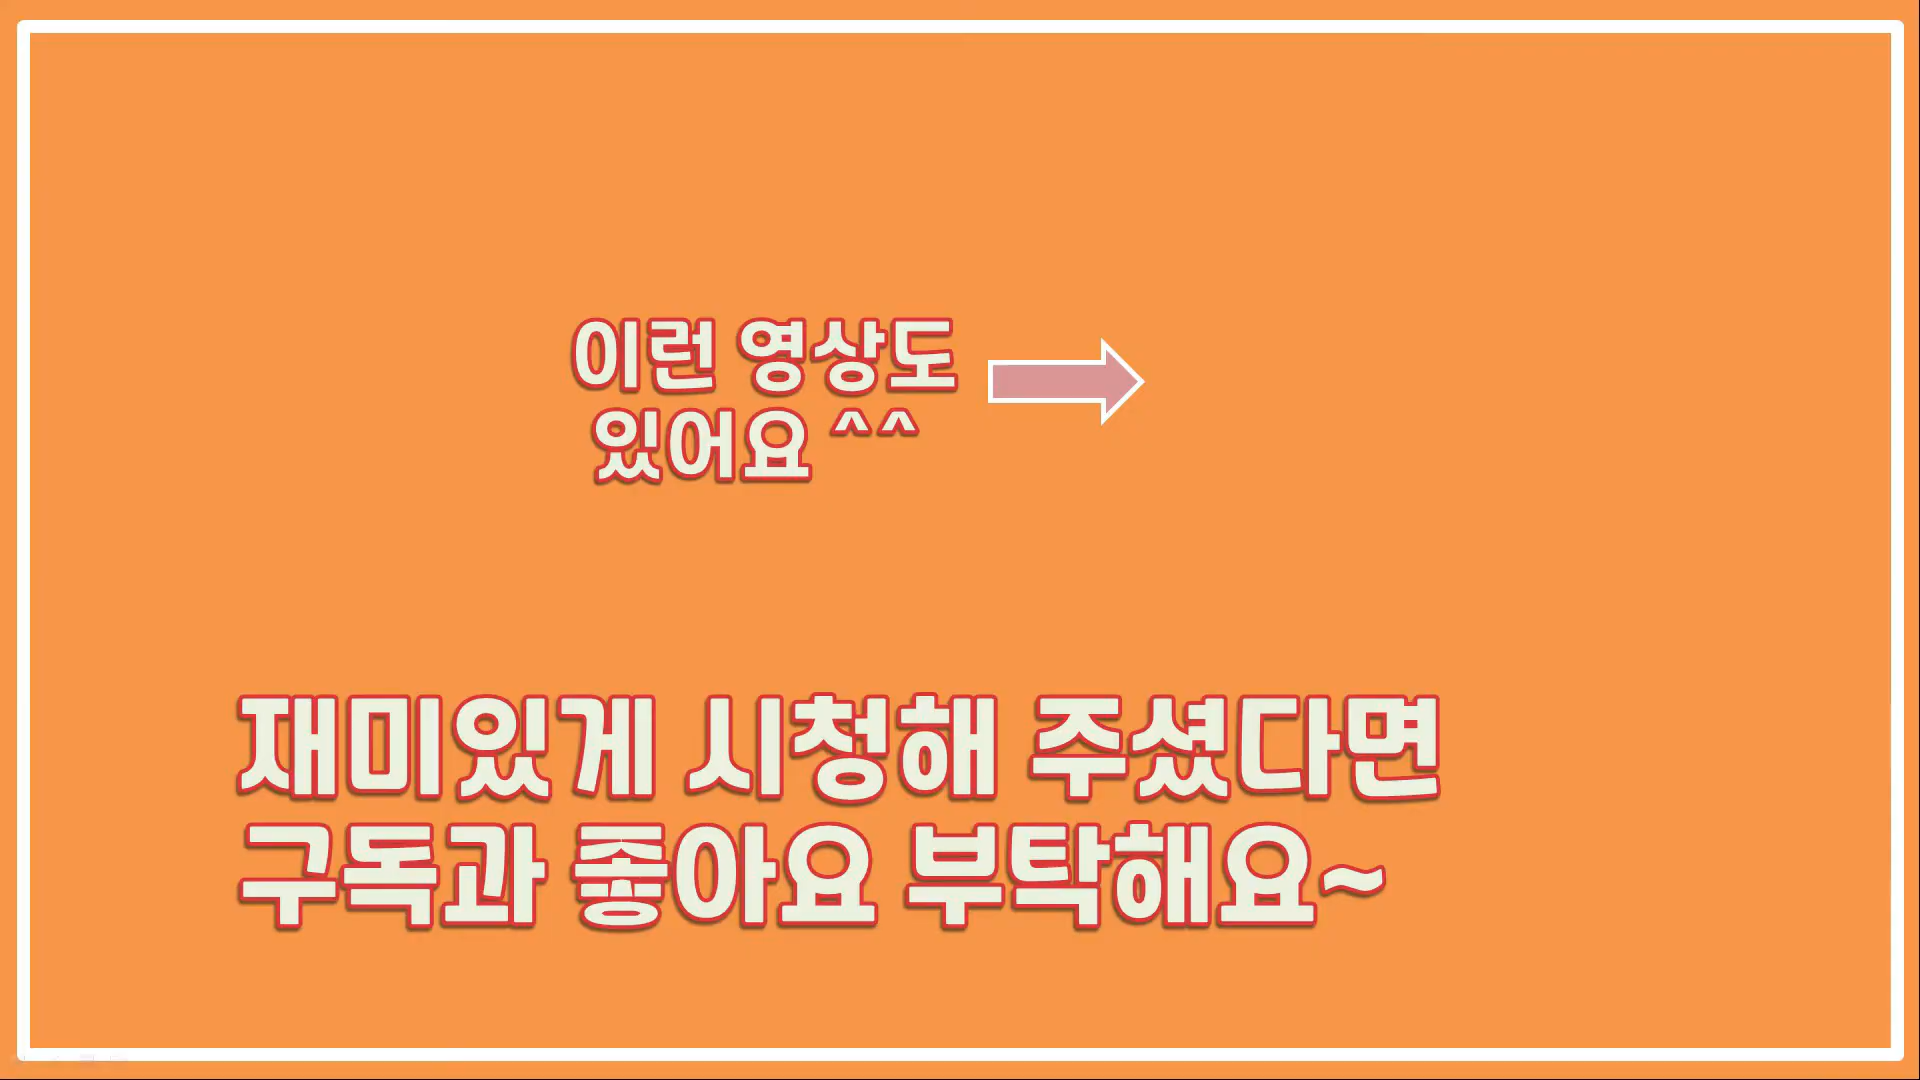 이런 영상도
있어요 ^^
재미있게 시청해 주셨다면
구독과 좋아요 부탁해요~